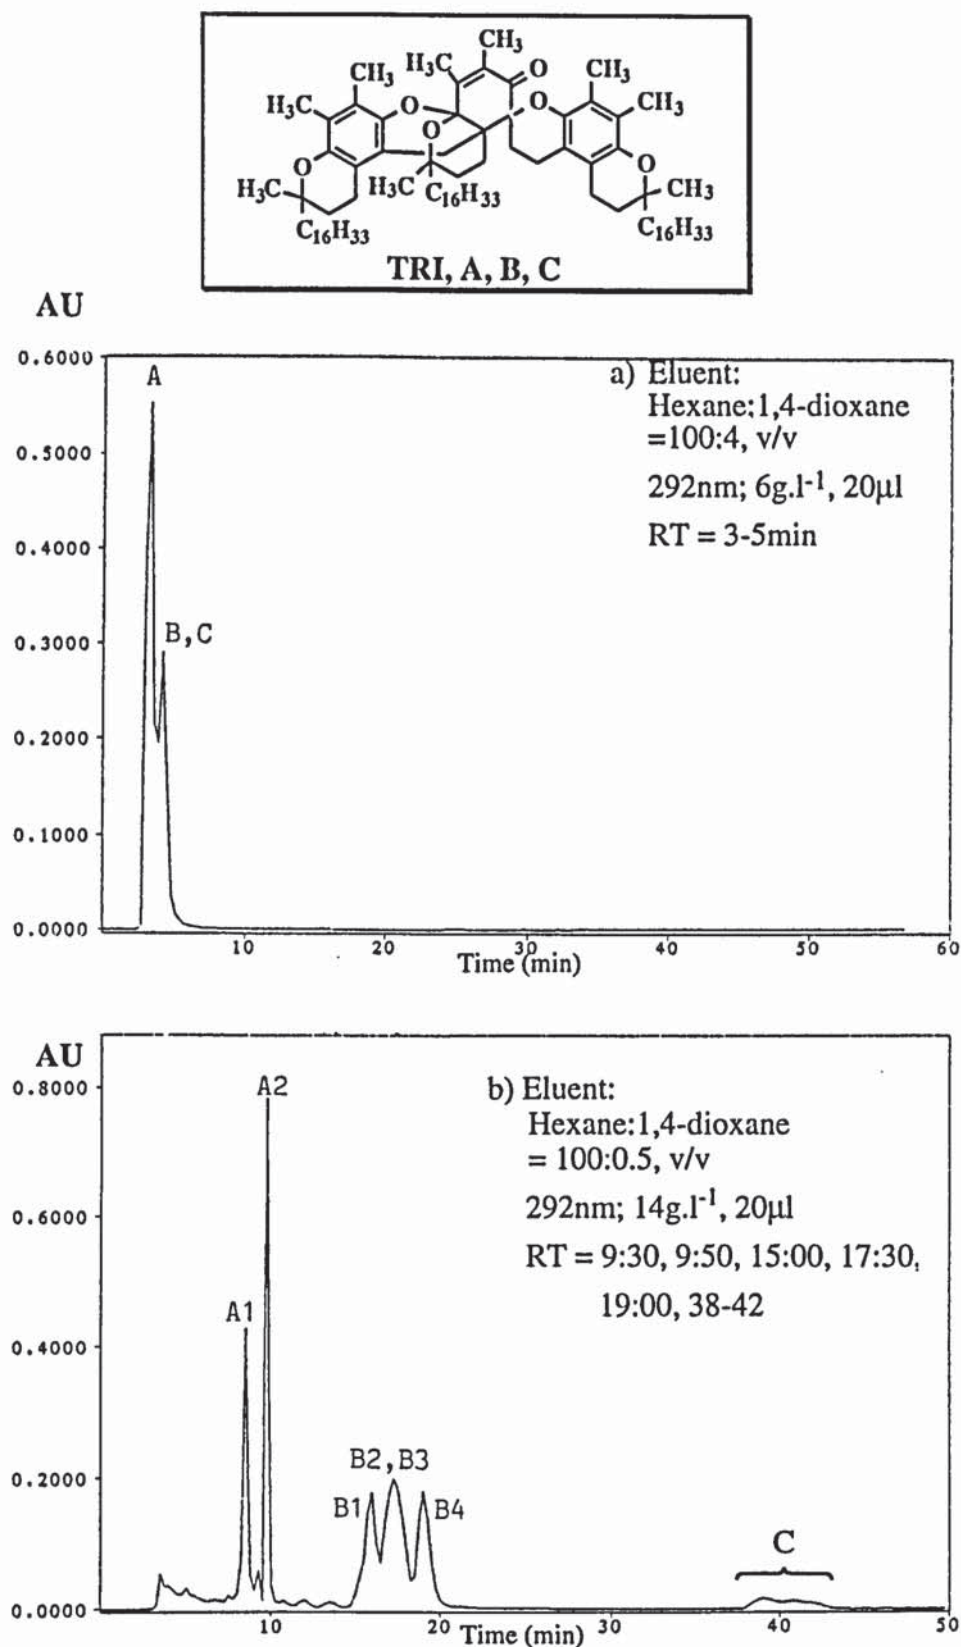 CH₃
H₃C
CH₃
O
CH₃
H₃C
CH₃
O
O
CH₃
O
O
O
H₃C
H₃C
C₁₆H₃₃
CH₃
C₁₆H₃₃
C₁₆H₃₃
TRI, A, B, C
AU
0.6000
0.5000
0.4000
0.3000
0.2000
0.1000
0.0000
A
B,C
a) Eluent:
Hexane:1,4-dioxane
=100:4, v/v
292nm; 6g.l⁻¹, 20µl
RT = 3-5min
10 20 30 40 50 60
Time (min)
AU
0.8000
0.6000
0.4000
0.2000
0.0000
A1
A2
B1
B2,B3
B4
C
b) Eluent:
Hexane:1,4-dioxane
= 100:0.5, v/v
292nm; 14g.l⁻¹, 20µl
RT = 9:30, 9:50, 15:00, 17:30,
19:00, 38-42
10 20 30 40 50
Time (min)